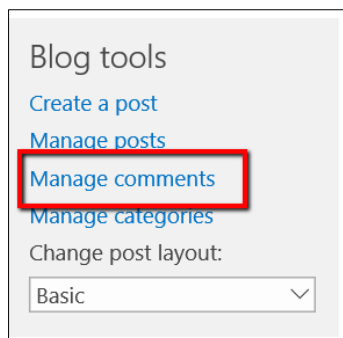 Blog tools
Create a post
Manage posts
Manage comments
Manage categories
Change post layout:
Basic